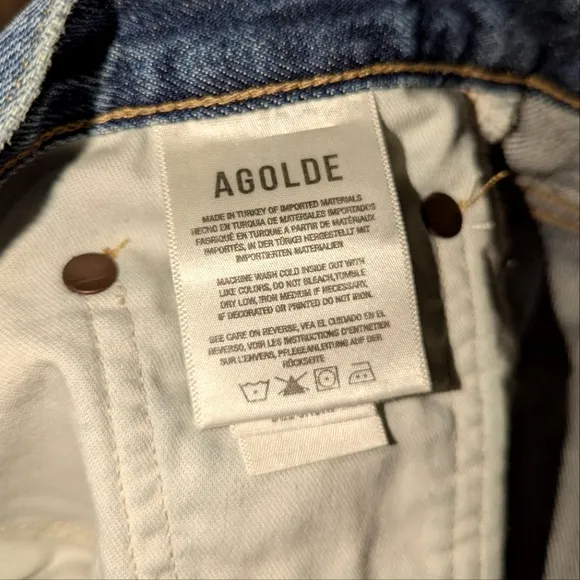 AGOLDE
MADE IN TURKEY OF IMPORTED MATERIALS
HECHO EN TURQUIA DE MATERIALES IMPORTADOS
FABRIQUÉ EN TURQUIE A PARTIR DE MATÉRIAUX
IMPORTÉS, IN DER TÜRKEI HERGESTELLT MIT
IMPORTIERTEN MATERIALIEN
MACHINE WASH COLD INSIDE OUT WITH
LIKE COLORS, DO NOT BLEACH,TUMBLE
DRY LOW, IRON MEDIUM IF NECESSARY,
IF DECORATED OR PRINTED DO NOT IRON.
SEE CARE ON REVERSE, VEA EL CUIDADO EN EL
REVERSO, VOIR LES INSTRUCTIONS D'ENTRETIEN
SUR L'ENVERS, PFLEGEANLEITUNG AUF DER
RÜCKSEITE